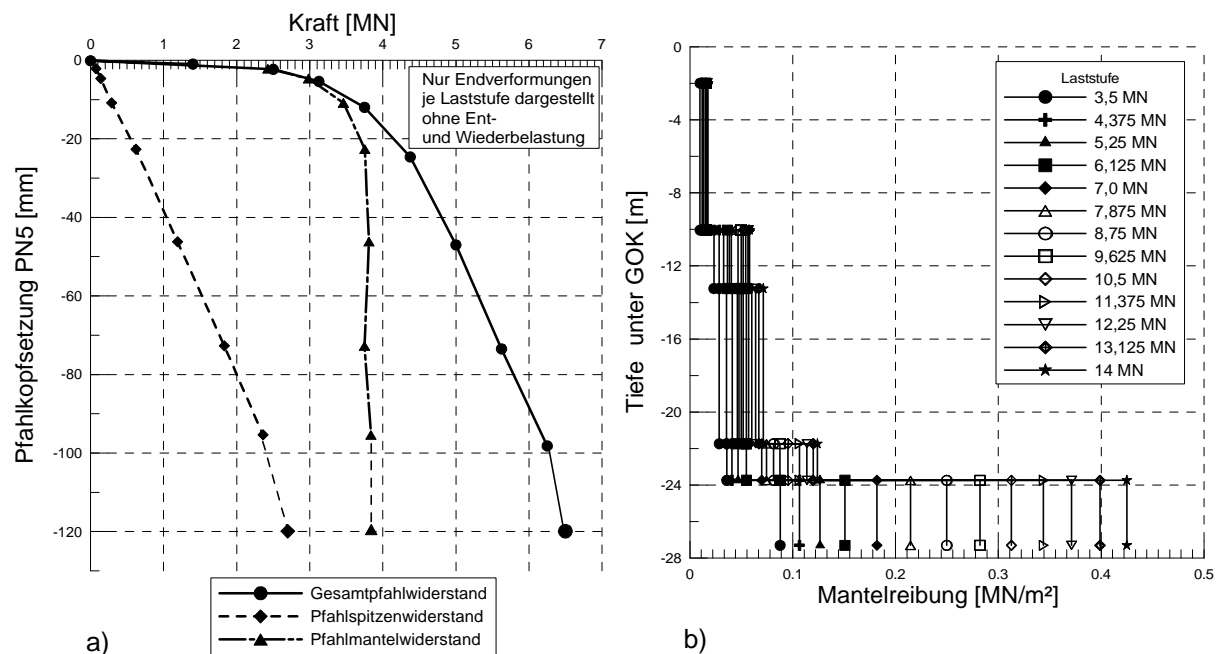 Kraft [MN]
0 1 2 3 4 5 6 7
0
-20
-40
-60
-80
-100
-120
Pfahlkopfsetzung PN5 [mm]
Nur Endverformungen
je Laststufe dargestellt
ohne Ent-
und Wiederbelastung
Gesamtpfahlwiderstand
Pfahlspitzenwiderstand
Pfahlmantelwiderstand
a)
0
-4
-8
-12
-16
-20
-24
-28
Tiefe unter GOK [m]
Laststufe
3,5 MN
4,375 MN
5,25 MN
6,125 MN
7,0 MN
7,875 MN
8,75 MN
9,625 MN
10,5 MN
11,375 MN
12,25 MN
13,125 MN
14 MN
0 0.1 0.2 0.3 0.4 0.5
Mantelreibung [MN/m²]
b)